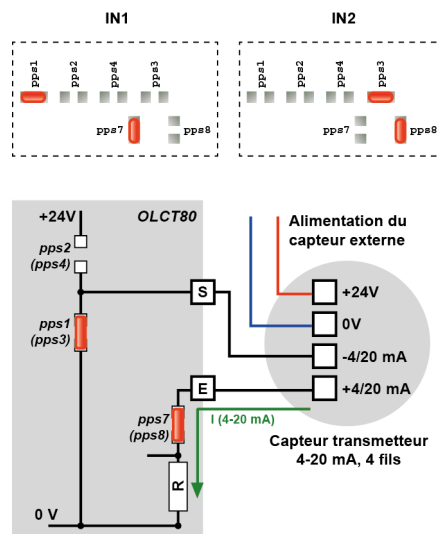 IN1
IN2
pps1
pps2
pps4
pps3
pps7
pps8
pps1
pps2
pps4
pps3
pps7
pps8
+24V
OLCT80
pps2
(pps4)
pps1
(pps3)
S
E
pps7
(pps8)
R
0 V
I (4-20 mA)
Alimentation du
capteur externe
+24V
0V
-4/20 mA
+4/20 mA
Capteur transmetteur
4-20 mA, 4 fils